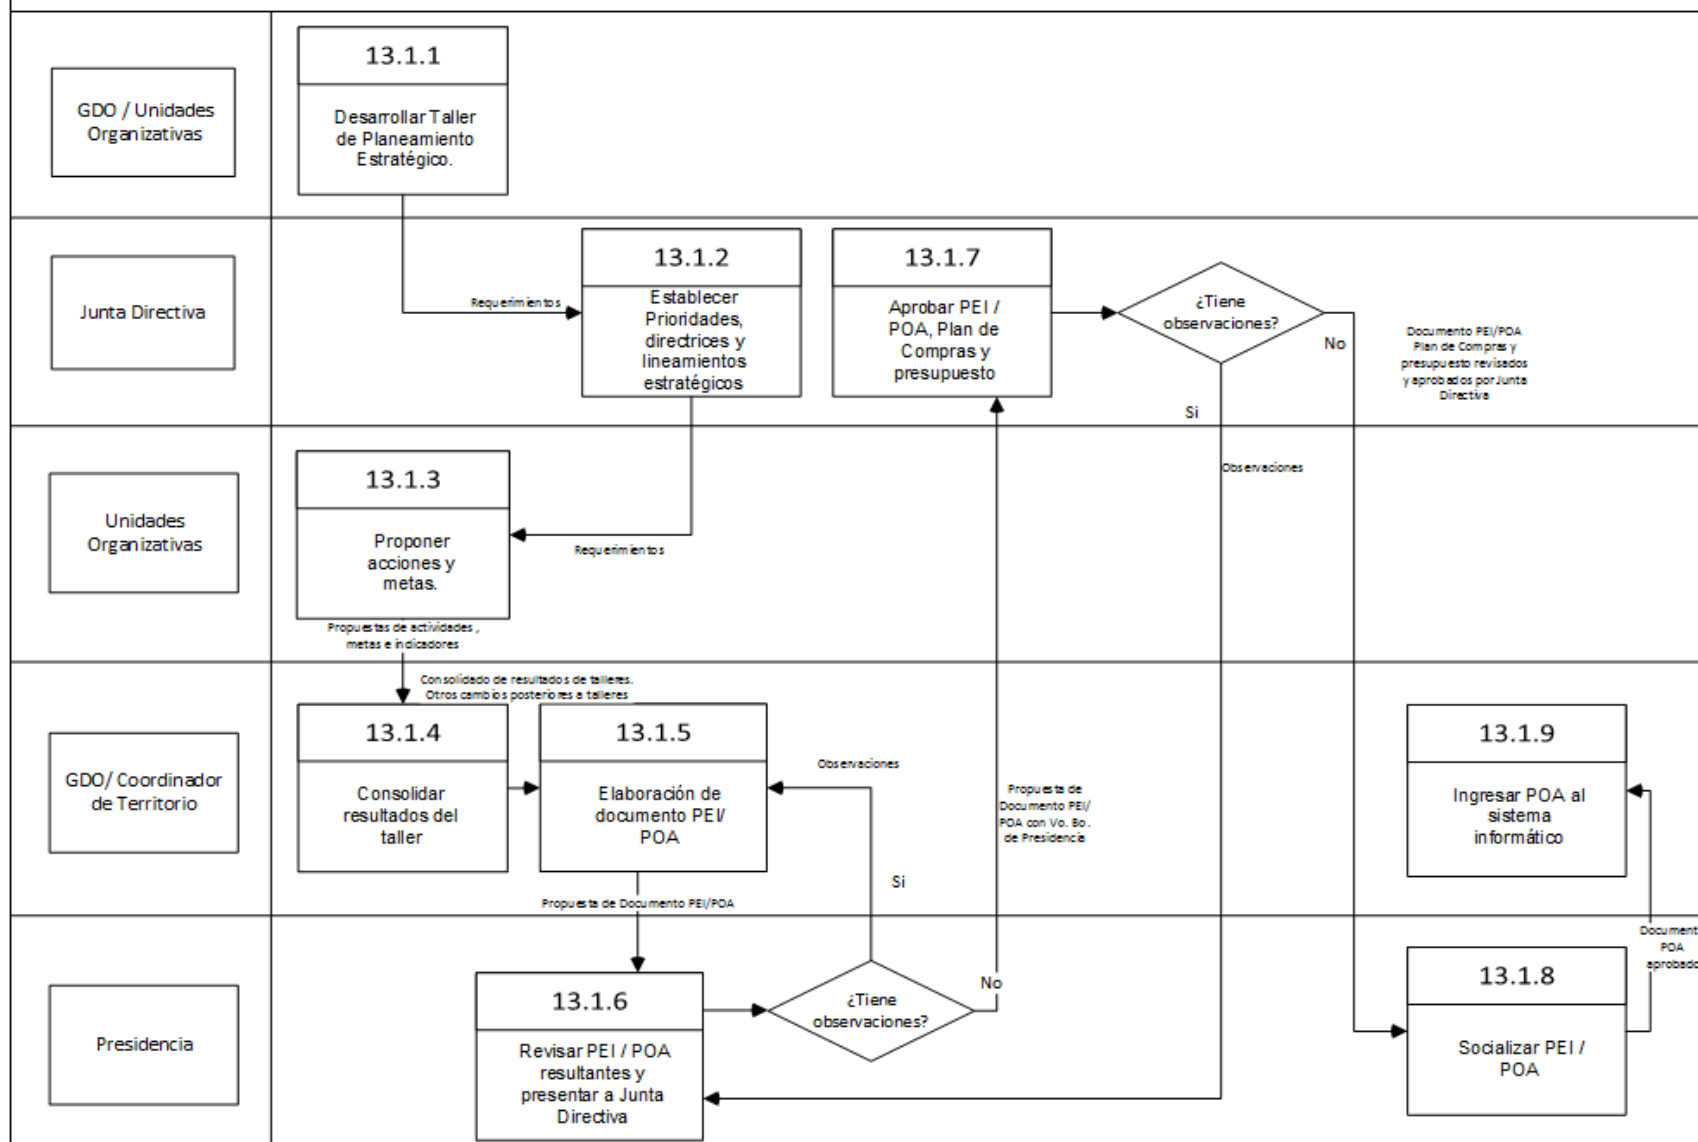 13.1.1
GDO / Unidades
Organizativas
Desarrollar Taller
de Planeamiento
Estratégico.
Junta Directiva
Requerimientos
13.1.2
Establecer
Prioridades,
directrices y
lineamientos
estratégicos
13.1.7
Aprobar PEI /
POA, Plan de
Compras y
presupuesto
¿Tiene
observaciones?
No
Si
Documento PEI/POA
Plan de Compras y
presupuesto revisados
y aprobados por Junta
Directiva
Unidades
Organizativas
13.1.3
Proponer
acciones y
metas.
Requerimientos
Observaciones
Propuestas de actividades,
metas e indicadores
GDO/ Coordinador
de Territorio
Consolidado de resultados de talleres.
Otros cambios posteriores a talleres
13.1.4
Consolidar
resultados del
taller
13.1.5
Elaboración de
documento PEI/
POA
Observaciones
Si
Propuesta de
Documento PEI/
POA con Vo. Bo.
de Presidencia
13.1.9
Ingresar POA al
sistema
informático
Propuesta de Documento PEI/POA
Presidencia
13.1.6
Revisar PEI / POA
resultantes y
presentar a Junta
Directiva
¿Tiene
observaciones?
No
13.1.8
Socializar PEI /
POA
Document
POA
aprobado